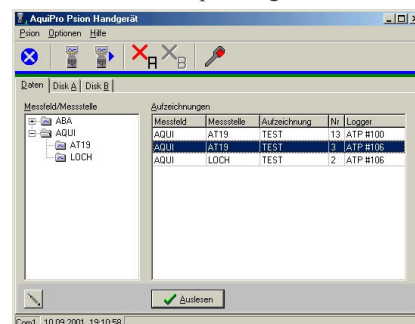 AquiPro Psion Handgerät
Psion Optionen Hilfe
A B
Daten Disk A Disk B
Messfeld/Messstelle
ABA
AQUI
AT19
LOCH
Aufzeichnungen
Messfeld Messstelle Aufzeichnung Nr Logger
AQUI AT19 TEST 13 ATP #100
AQUI AT19 TEST 3 ATP #106
AQUI LOCH TEST 2 ATP #106
Auslesen
Com1 10.09.2001 19:10:58